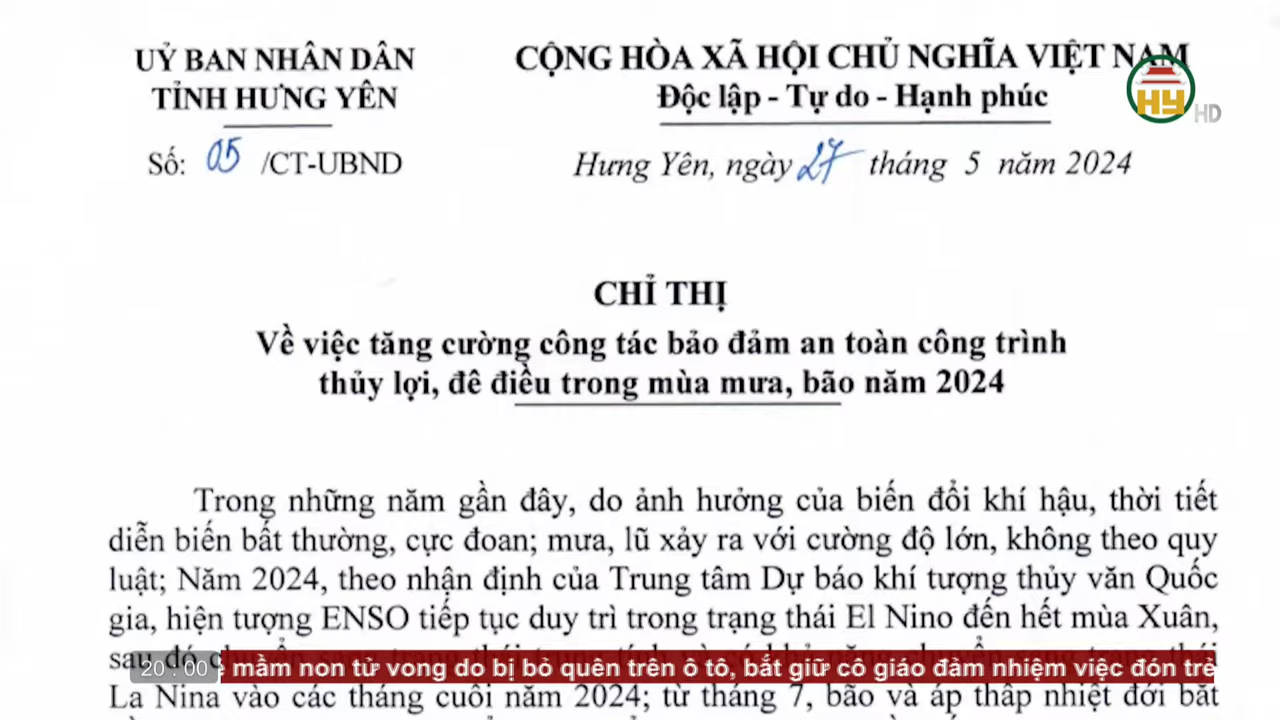 UỶ BAN NHÂN DÂN
TỈNH HƯNG YÊN
Số: 05 /CT-UBND
CỘNG HÒA XÃ HỘI CHỦ NGHĨA VIỆT NAM
Độc lập - Tự do - Hạnh phúc
Hưng Yên, ngày 27 tháng 5 năm 2024
HY HD
CHỈ THỊ
Về việc tăng cường công tác bảo đảm an toàn công trình
thủy lợi, đê điều trong mùa mưa, bão năm 2024
Trong những năm gần đây, do ảnh hưởng của biến đổi khí hậu, thời tiết
diễn biến bất thường, cực đoan; mưa, lũ xảy ra với cường độ lớn, không theo quy
luật; Năm 2024, theo nhận định của Trung tâm Dự báo khí tượng thủy văn Quốc
gia, hiện tượng ENSO tiếp tục duy trì trong trạng thái El Nino đến hết mùa Xuân,
sau đó
20 : 00 mầm non tử vong do bị bỏ quên trên ô tô, bắt giữ cô giáo đảm nhiệm việc đón trẻ
La Nina vào các tháng cuối năm 2024; từ tháng 7, bão và áp thấp nhiệt đới bắt